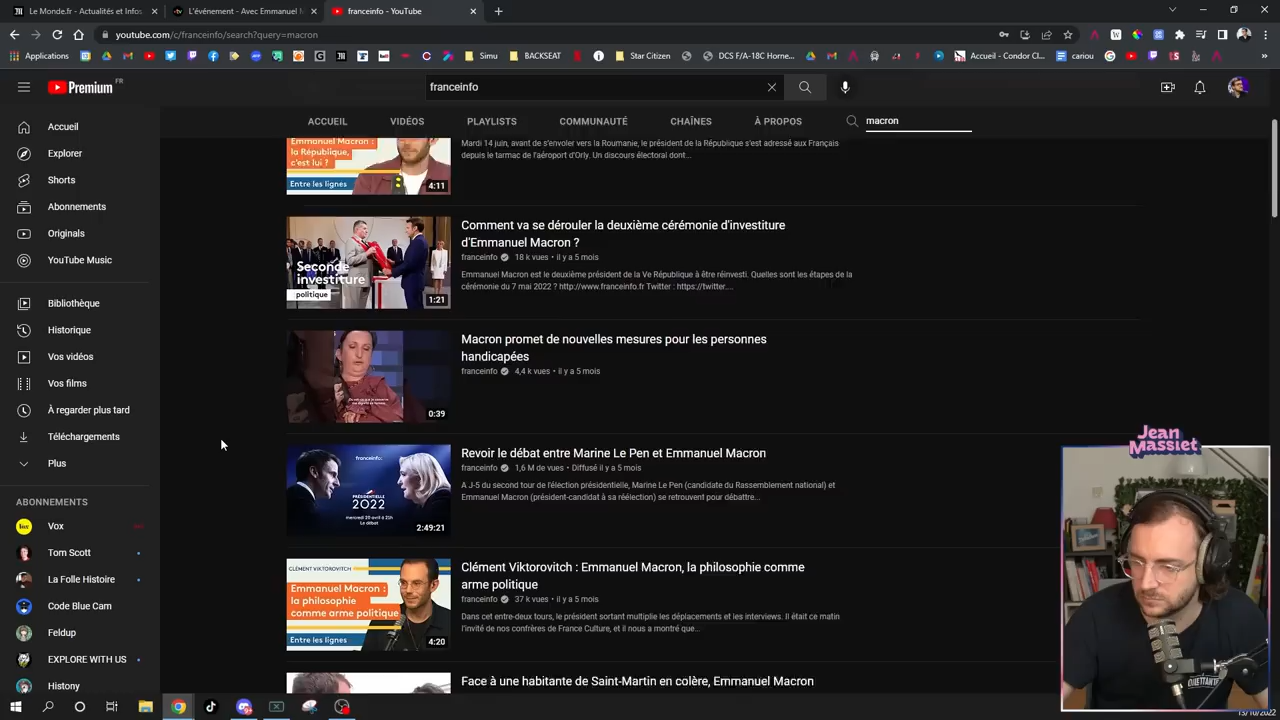 Le Monde.fr - Actualités et Infos
L'événement - Avec Emmanuel M
franceinfo - YouTube
youtube.com/c/franceinfo/search?query=macron
Applications
Simu
BACKSEAT
Star Citizen
DCS F/A-18C Horne...
Accueil - Condor Cl...
cariou
Premium FR
franceinfo
ACCUEIL
VIDÉOS
PLAYLISTS
COMMUNAUTÉ
CHAÎNES
À PROPOS
macron
Accueil
Explorer
Shorts
Abonnements
Originals
YouTube Music
Bibliothèque
Historique
Vos vidéos
Vos films
À regarder plus tard
Téléchargements
Plus
ABONNEMENTS
Vox
Tom Scott
La Folle Histoire
Code Blue Cam
Feldup
EXPLORE WITH US
Histony
Emmanuel Macron :
la République,
c'est lui ?
Entre les lignes
4:11
Mardi 14 juin, avant de s'envoler vers la Roumanie, le président de la République s'est adressé aux Français
depuis le tarmac de l'aéroport d'Orly. Un discours électoral dont...
Seconde
investiture
politique
1:21
Comment va se dérouler la deuxième cérémonie d'investiture
d'Emmanuel Macron ?
franceinfo 18 k vues • il y a 5 mois
Emmanuel Macron est le deuxième président de la Ve République à être réinvesti. Quelles sont les étapes de la
cérémonie du 7 mai 2022 ? http://www.franceinfo.fr Twitter : https://twitter....
0:39
Macron promet de nouvelles mesures pour les personnes
handicapées
franceinfo 4,4 k vues • il y a 5 mois
franceinfo:
PRÉSIDENTIELLE
2022
mercredi 20 avril à 21h
Le débat
2:49:21
oir le débat entre Marine Le Pen et Emmanuel Macron
franceinfo 1,6 M de vues • Diffusé il y a 5 mois
A J-5 du second tour de l'élection présidentielle, Marine Le Pen (candidate du Rassemblement national) et
Emmanuel Macron (président-candidat à sa réélection) se retrouvent pour débattre...
CLÉMENT VIKTOROVITCH
Emmanuel Macron :
la philosophie
comme arme politique
Entre les lignes
4:20
Clément Viktorovitch : Emmanuel Macron, la philosophie comme
arme politique
franceinfo 37 k vues • il y a 5 mois
Dans cet entre-deux tours, le président sortant multiplie les déplacements et les interviews. Il était ce matin
l'invité de nos confrères de France Culture, et il nous a montré que...
Face à une habitante de Saint-Martin en colère, Emmanuel Macron
Jean
Massiet
13/10/2022